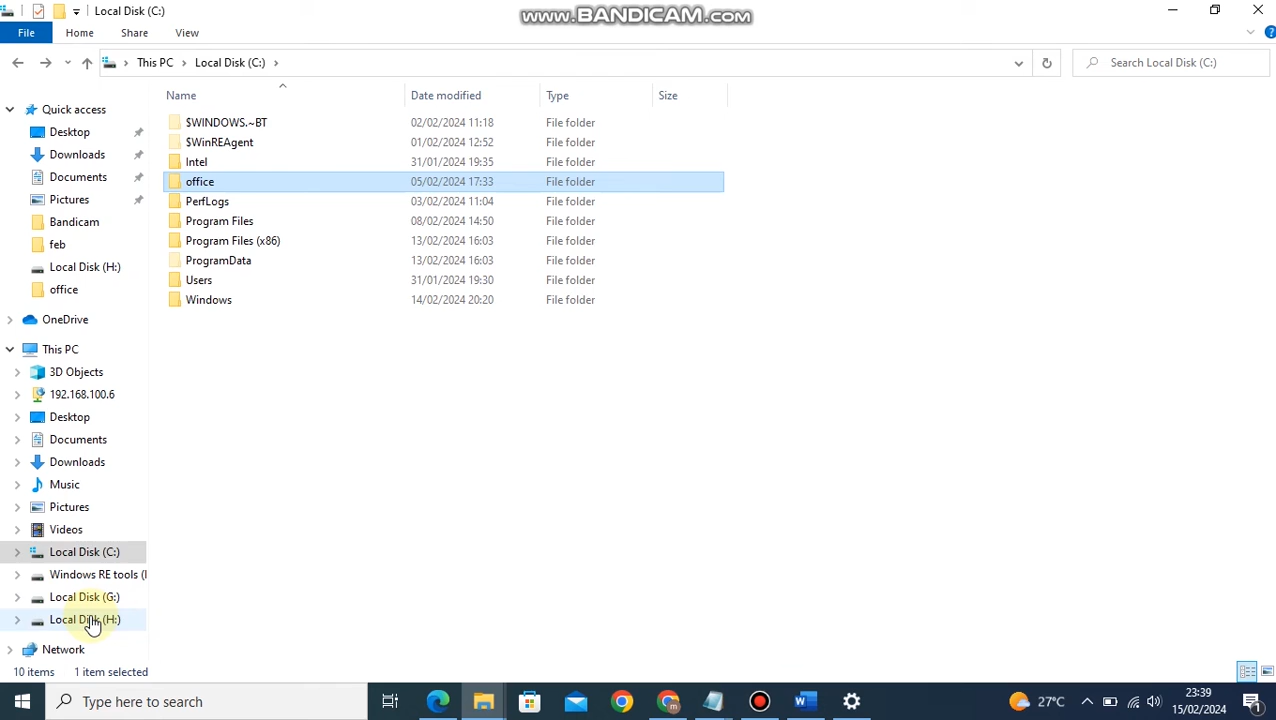 Local Disk (C:)
www.BANDICAM.com
File Home Share View
This PC Local Disk (C:)
Search Local Disk (C:)
Name Date modified Type Size
Quick access
Desktop
Downloads
Documents
Pictures
Bandicam
feb
Local Disk (H:)
office
OneDrive
This PC
3D Objects
192.168.100.6
Desktop
Documents
Downloads
Music
Pictures
Videos
Local Disk (C:)
Windows RE tools (
Local Disk (G:)
Local Disk (H:)
Network
$WINDOWS.~BT 02/02/2024 11:18 File folder
$WinREAgent 01/02/2024 12:52 File folder
Intel 31/01/2024 19:35 File folder
office 05/02/2024 17:33 File folder
PerfLogs 03/02/2024 11:04 File folder
Program Files 08/02/2024 14:50 File folder
Program Files (x86) 13/02/2024 16:03 File folder
ProgramData 13/02/2024 16:03 File folder
Users 31/01/2024 19:30 File folder
Windows 14/02/2024 20:20 File folder
10 items 1 item selected
Type here to search
27°C
23:39
15/02/2024